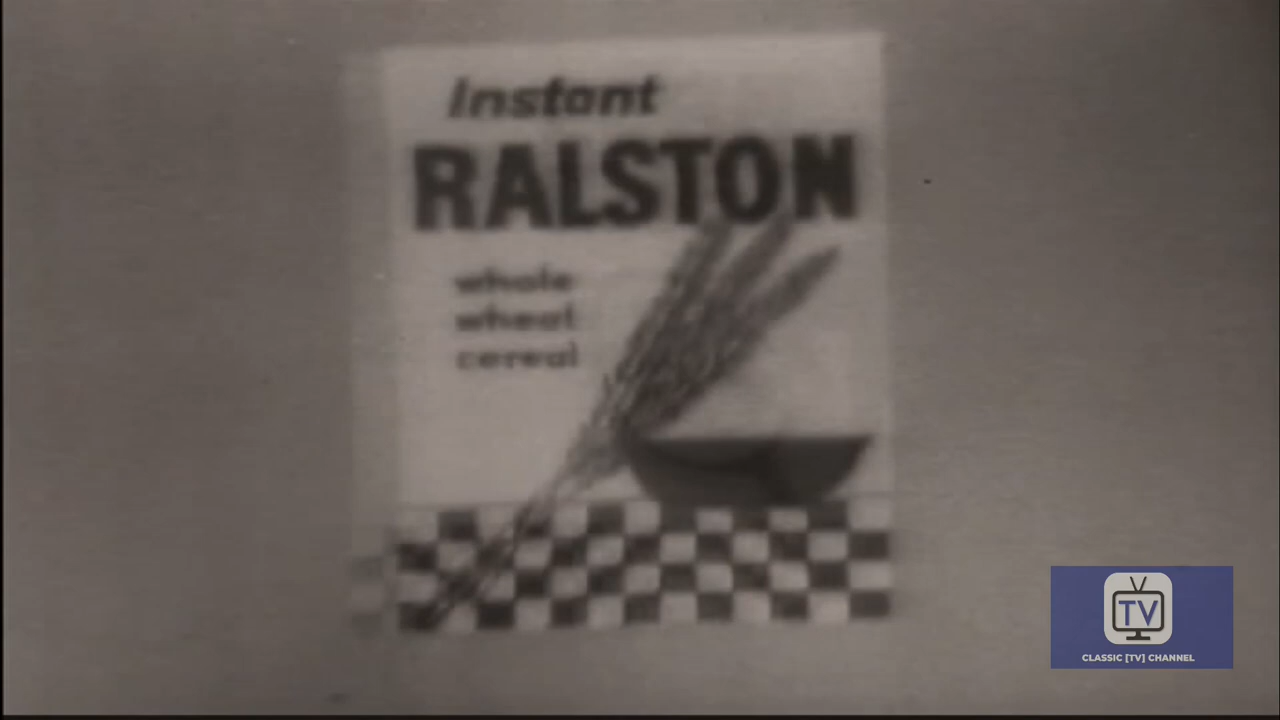 Instant
RALSTON
whole
wheat
cereal
TV
CLASSIC [TV] CHANNEL